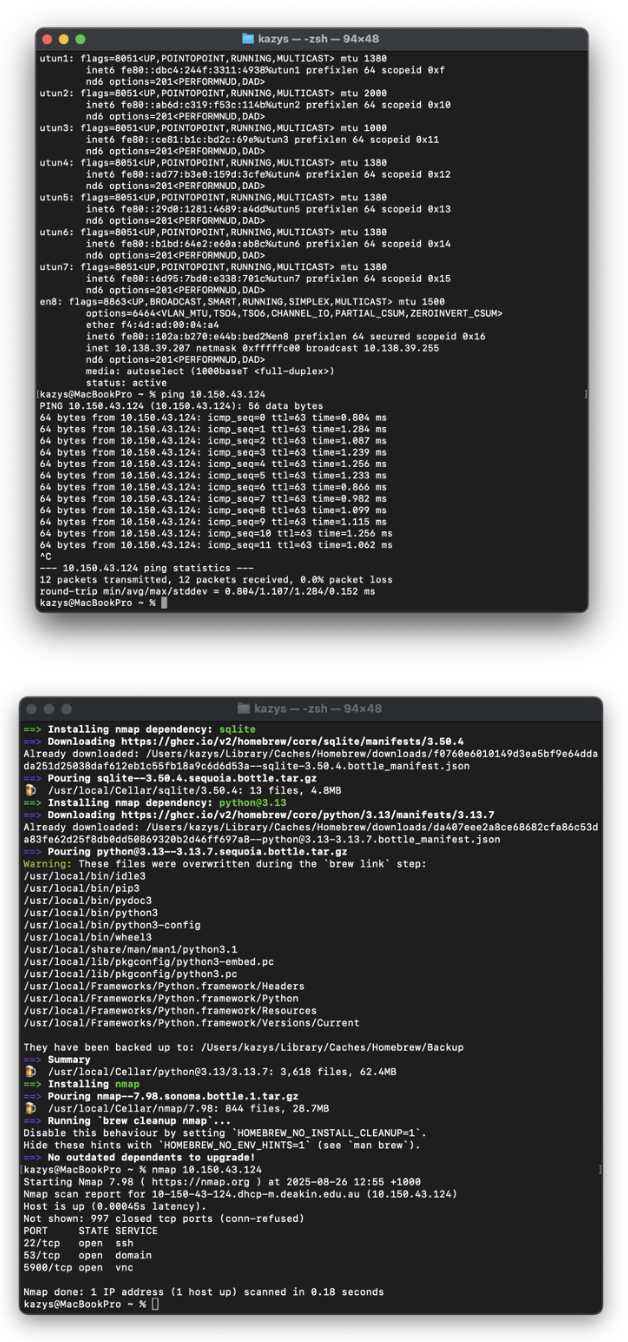 kazys — -zsh — 94×48
utun1: flags=8051<UP,POINTOPOINT,RUNNING,MULTICAST> mtu 1380
inet6 fe80::dbc4:244f:3311:4938%utun1 prefixlen 64 scopeid 0xf
nd6 options=201<PERFORMNUD,DAD>
utun2: flags=8051<UP,POINTOPOINT,RUNNING,MULTICAST> mtu 2000
inet6 fe80::ab6d:c319:f53c:114b%utun2 prefixlen 64 scopeid 0x10
nd6 options=201<PERFORMNUD,DAD>
utun3: flags=8051<UP,POINTOPOINT,RUNNING,MULTICAST> mtu 1000
inet6 fe80::ce81:b1c:bd2c:69e%utun3 prefixlen 64 scopeid 0x11
nd6 options=201<PERFORMNUD,DAD>
utun4: flags=8051<UP,POINTOPOINT,RUNNING,MULTICAST> mtu 1380
inet6 fe80::ad77:b3e0:159d:3cfe%utun4 prefixlen 64 scopeid 0x12
nd6 options=201<PERFORMNUD,DAD>
utun5: flags=8051<UP,POINTOPOINT,RUNNING,MULTICAST> mtu 1380
inet6 fe80::29d0:1281:4689:a4dd%utun5 prefixlen 64 scopeid 0x13
nd6 options=201<PERFORMNUD,DAD>
utun6: flags=8051<UP,POINTOPOINT,RUNNING,MULTICAST> mtu 1380
inet6 fe80::b1bd:64e2:e60a:ab8c%utun6 prefixlen 64 scopeid 0x14
nd6 options=201<PERFORMNUD,DAD>
utun7: flags=8051<UP,POINTOPOINT,RUNNING,MULTICAST> mtu 1380
inet6 fe80::6d95:7bd0:e338:701c%utun7 prefixlen 64 scopeid 0x15
nd6 options=201<PERFORMNUD,DAD>
en8: flags=8863<UP,BROADCAST,SMART,RUNNING,SIMPLEX,MULTICAST> mtu 1500
options=6464<VLAN_MTU,TSO4,TSO6,CHANNEL_IO,PARTIAL_CSUM,ZEROINVERT_CSUM>
ether f4:4d:ad:00:04:a4
inet6 fe80::102a:b270:e44b:bed2%en8 prefixlen 64 secured scopeid 0x16
inet 10.138.39.207 netmask 0xfffffc00 broadcast 10.138.39.255
nd6 options=201<PERFORMNUD,DAD>
media: autoselect (1000baseT <full-duplex>)
status: active
[kazys@MacBookPro ~ % ping 10.150.43.124 ]
PING 10.150.43.124 (10.150.43.124): 56 data bytes
64 bytes from 10.150.43.124: icmp_seq=0 ttl=63 time=0.804 ms
64 bytes from 10.150.43.124: icmp_seq=1 ttl=63 time=1.284 ms
64 bytes from 10.150.43.124: icmp_seq=2 ttl=63 time=1.087 ms
64 bytes from 10.150.43.124: icmp_seq=3 ttl=63 time=1.239 ms
64 bytes from 10.150.43.124: icmp_seq=4 ttl=63 time=1.256 ms
64 bytes from 10.150.43.124: icmp_seq=5 ttl=63 time=1.233 ms
64 bytes from 10.150.43.124: icmp_seq=6 ttl=63 time=0.866 ms
64 bytes from 10.150.43.124: icmp_seq=7 ttl=63 time=0.982 ms
64 bytes from 10.150.43.124: icmp_seq=8 ttl=63 time=1.099 ms
64 bytes from 10.150.43.124: icmp_seq=9 ttl=63 time=1.115 ms
64 bytes from 10.150.43.124: icmp_seq=10 ttl=63 time=1.256 ms
64 bytes from 10.150.43.124: icmp_seq=11 ttl=63 time=1.062 ms
^C
--- 10.150.43.124 ping statistics ---
12 packets transmitted, 12 packets received, 0.0% packet loss
round-trip min/avg/max/stddev = 0.804/1.107/1.284/0.152 ms
kazys@MacBookPro ~ %
kazys — -zsh — 94×48
==> Installing nmap dependency: sqlite
==> Downloading https://ghcr.io/v2/homebrew/core/sqlite/manifests/3.50.4
Already downloaded: /Users/kazys/Library/Caches/Homebrew/downloads/f0760e6010149d3ea5bf9e64dda
da251d25038daf612eb1c55fb18a9c6d6d53a--sqlite-3.50.4.bottle_manifest.json
==> Pouring sqlite--3.50.4.sequoia.bottle.tar.gz
🍺  /usr/local/Cellar/sqlite/3.50.4: 13 files, 4.8MB
==> Installing nmap dependency: python@3.13
==> Downloading https://ghcr.io/v2/homebrew/core/python/3.13/manifests/3.13.7
Already downloaded: /Users/kazys/Library/Caches/Homebrew/downloads/da407eee2a8ce68682cfa86c53d
a83fe62d25f8db0dd50869320b2d46ff697a8--python@3.13-3.13.7.bottle_manifest.json
==> Pouring python@3.13--3.13.7.sequoia.bottle.tar.gz
Warning: These files were overwritten during the `brew link` step:
/usr/local/bin/idle3
/usr/local/bin/pip3
/usr/local/bin/pydoc3
/usr/local/bin/python3
/usr/local/bin/python3-config
/usr/local/bin/wheel3
/usr/local/share/man/man1/python3.1
/usr/local/lib/pkgconfig/python3-embed.pc
/usr/local/lib/pkgconfig/python3.pc
/usr/local/Frameworks/Python.framework/Headers
/usr/local/Frameworks/Python.framework/Python
/usr/local/Frameworks/Python.framework/Resources
/usr/local/Frameworks/Python.framework/Versions/Current
They have been backed up to: /Users/kazys/Library/Caches/Homebrew/Backup
==> Summary
🍺  /usr/local/Cellar/python@3.13/3.13.7: 3,618 files, 62.4MB
==> Installing nmap
==> Pouring nmap--7.98.sonoma.bottle.1.tar.gz
🍺  /usr/local/Cellar/nmap/7.98: 844 files, 28.7MB
==> Running `brew cleanup nmap`...
Disable this behaviour by setting `HOMEBREW_NO_INSTALL_CLEANUP=1`.
Hide these hints with `HOMEBREW_NO_ENV_HINTS=1` (see `man brew`).
==> No outdated dependents to upgrade!
[kazys@MacBookPro ~ % nmap 10.150.43.124 ]
Starting Nmap 7.98 ( https://nmap.org ) at 2025-08-26 12:55 +1000
Nmap scan report for 10-150-43-124.dhcp-m.deakin.edu.au (10.150.43.124)
Host is up (0.00045s latency).
Not shown: 997 closed tcp ports (conn-refused)
PORT     STATE SERVICE
22/tcp   open  ssh
53/tcp   open  domain
5900/tcp open  vnc
Nmap done: 1 IP address (1 host up) scanned in 0.18 seconds
kazys@MacBookPro ~ %